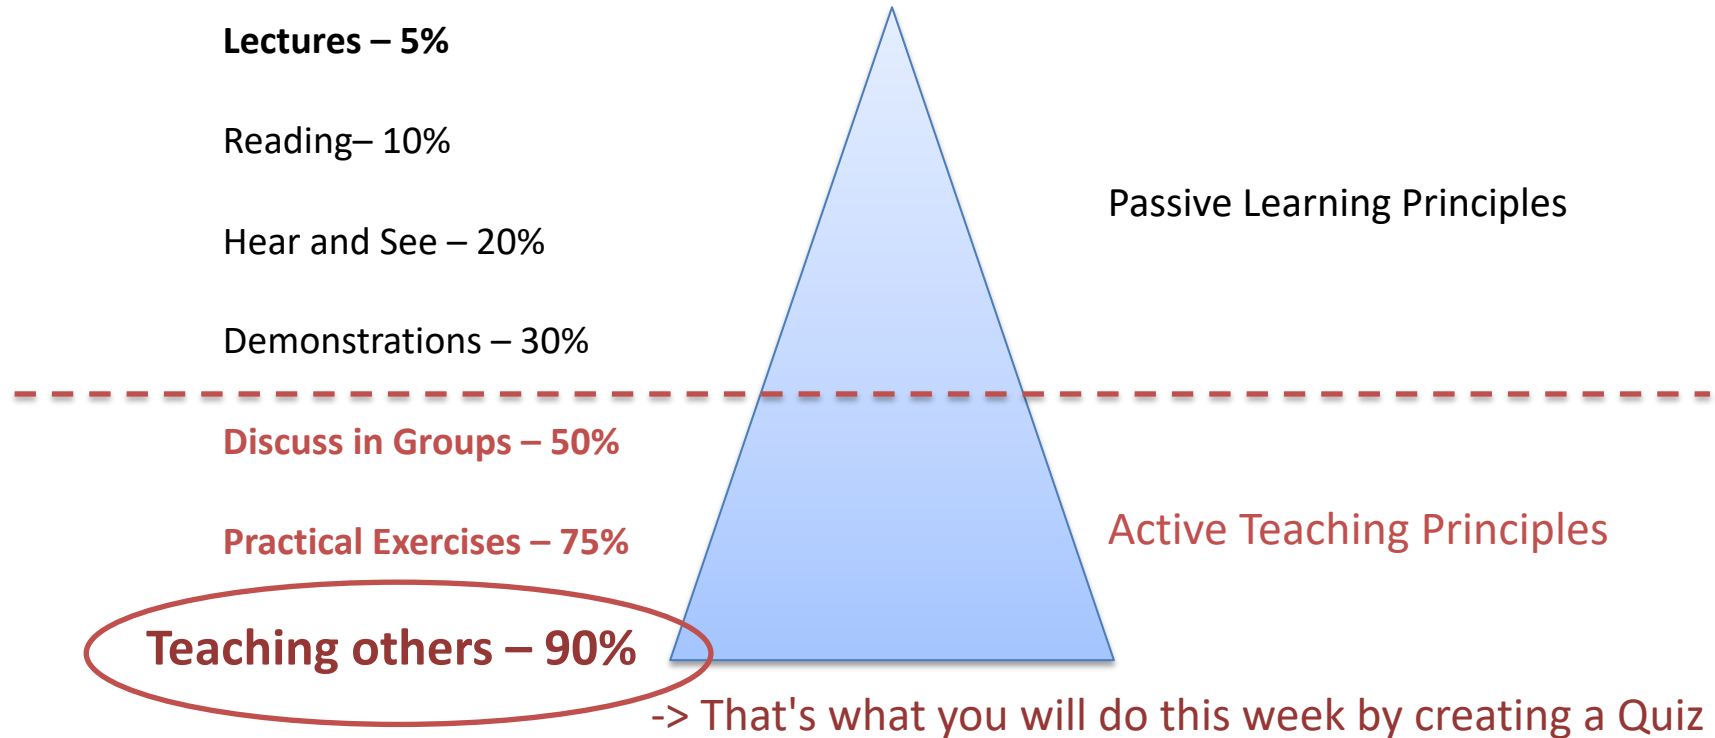 Lectures – 5%
Reading– 10%
Passive Learning Principles
Hear and See – 20%
Demonstrations – 30%
Discuss in Groups – 50%
Practical Exercises – 75%
Active Teaching Principles
Teaching others – 90%
-> That's what you will do this week by creating a Quiz